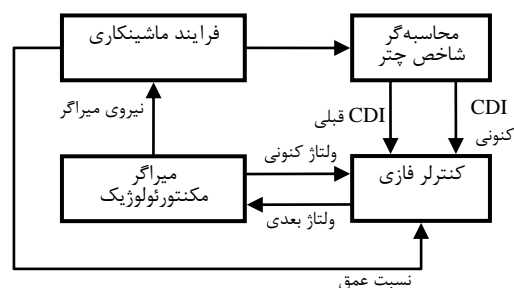 فرایند ماشینکاری
محاسبه‌گر
شاخص چتر
نیروی میراگر
CDI قبلی
CDI
کنونی
میراگر
مکنتورئولوژیک
ولتاژ کنونی
کنترلر فازی
ولتاژ بعدی
نسبت عمق